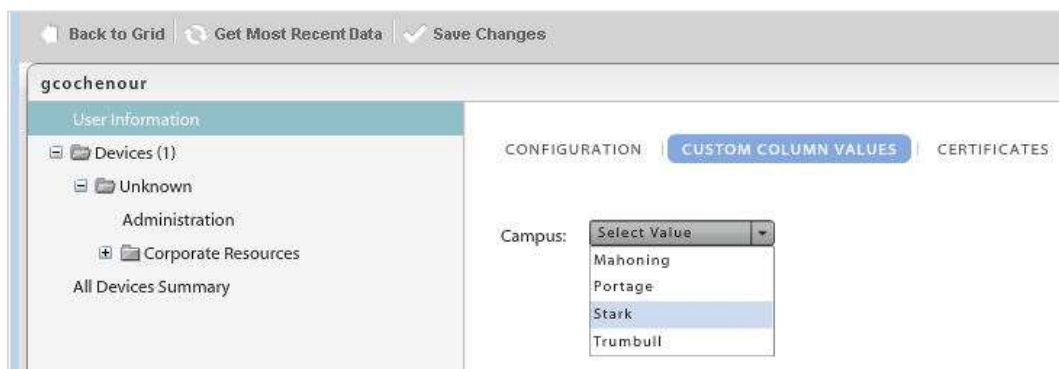 Back to Grid Get Most Recent Data Save Changes
gcochenour
User Information
Devices (1)
Unknown
Administration
Corporate Resources
All Devices Summary
CONFIGURATION CUSTOM COLUMN VALUES CERTIFICATES
Campus: Select Value
Mahoning
Portage
Stark
Trumbull